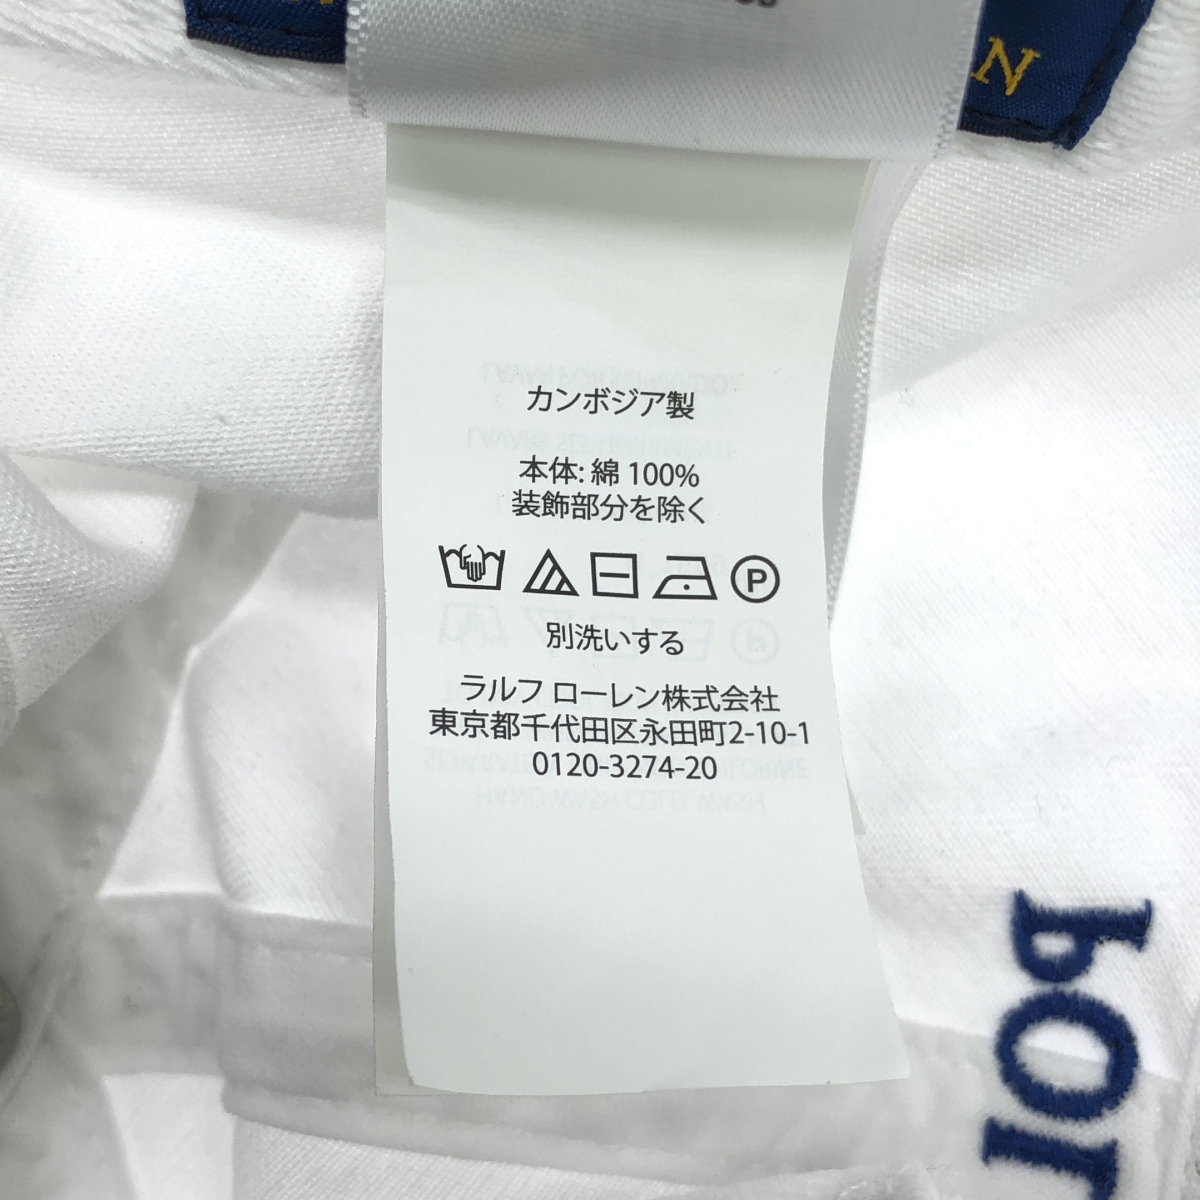 N
カンボジア製
本体: 綿 100%
装飾部分を除く
P
別洗いする
ラルフ ローレン株式会社
東京都千代田区永田町2-10-1
0120-3274-20
POL